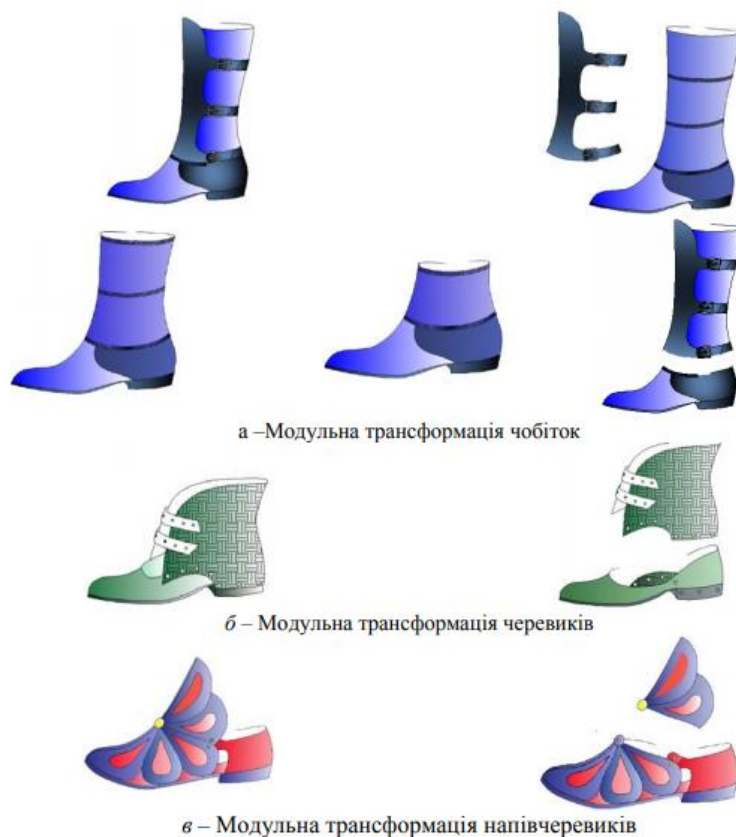 а –Модульна трансформація чобіток
б – Модульна трансформація черевиків
в – Модульна трансформація напівчеревиків